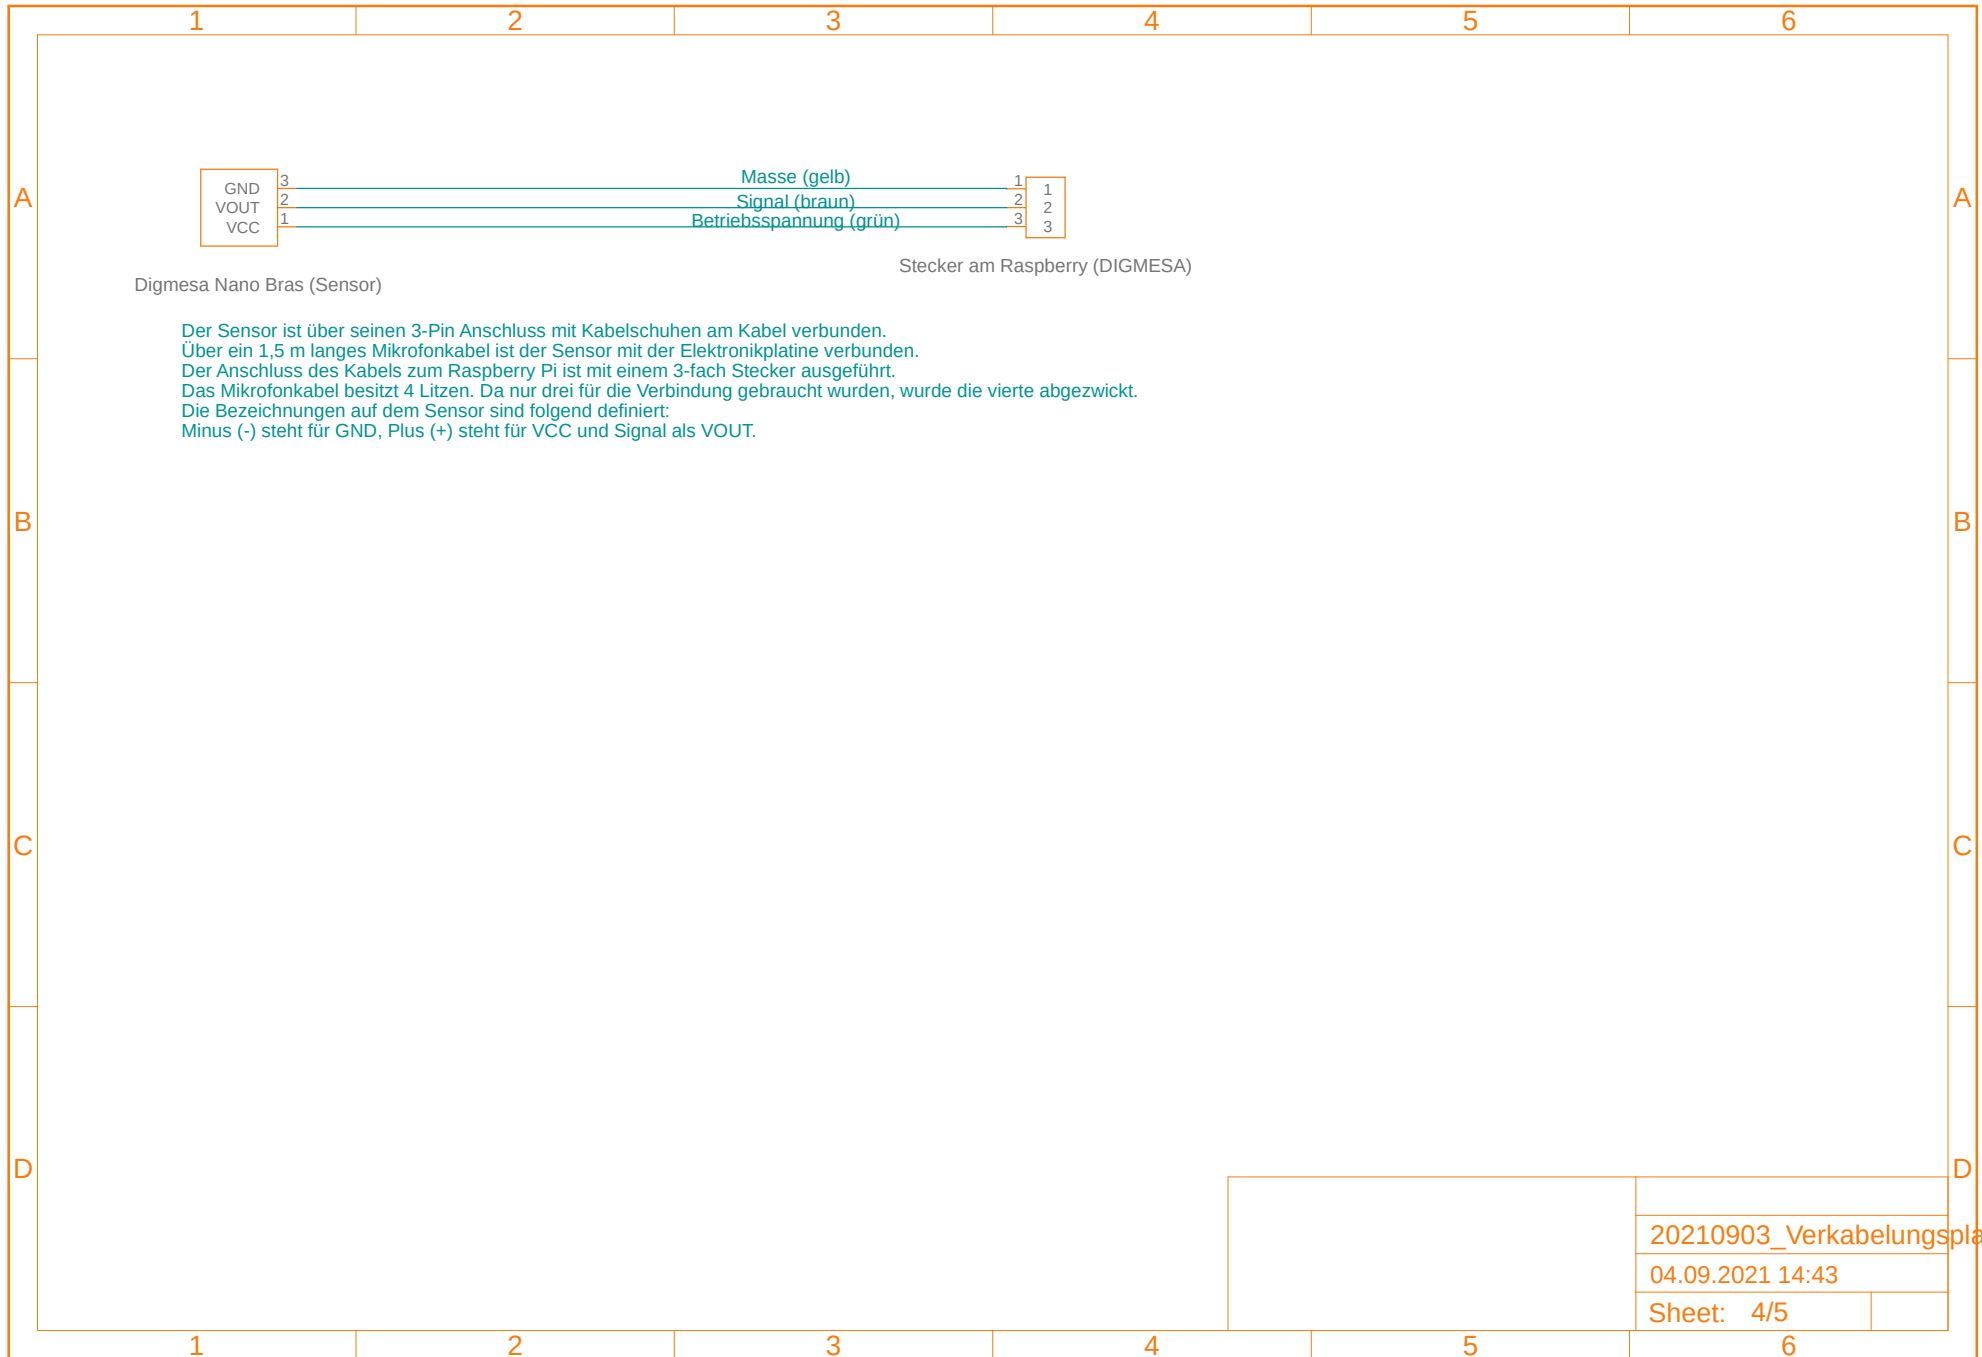 1 2 3 4 5 6
A A
GND 3 Masse (gelb) 1 1
VOUT 2 Signal (braun) 2 2
VCC 1 Betriebsspannung (grün) 3 3
Stecker am Raspberry (DIGMESA)
Digmesa Nano Bras (Sensor)
Der Sensor ist über seinen 3-Pin Anschluss mit Kabelschuhen am Kabel verbunden.
Über ein 1,5 m langes Mikrofonkabel ist der Sensor mit der Elektronikplatine verbunden.
Der Anschluss des Kabels zum Raspberry Pi ist mit einem 3-fach Stecker ausgeführt.
Das Mikrofonkabel besitzt 4 Litzen. Da nur drei für die Verbindung gebraucht wurden, wurde die vierte abgezwickt.
Die Bezeichnungen auf dem Sensor sind folgend definiert:
Minus (-) steht für GND, Plus (+) steht für VCC und Signal als VOUT.
B B
C C
D D
20210903_Verkabelungspla
04.09.2021 14:43
Sheet: 4/5
1 2 3 4 5 6